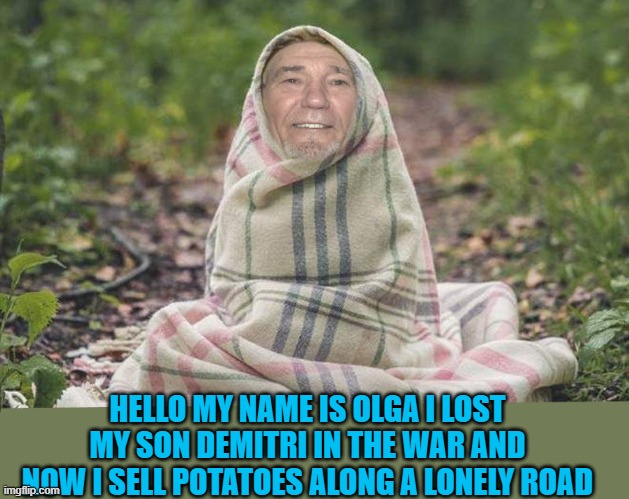 HELLO MY NAME IS OLGA I LOST
MY SON DEMITRI IN THE WAR AND
NOW I SELL POTATOES ALONG A LONELY ROAD
imgflip.com